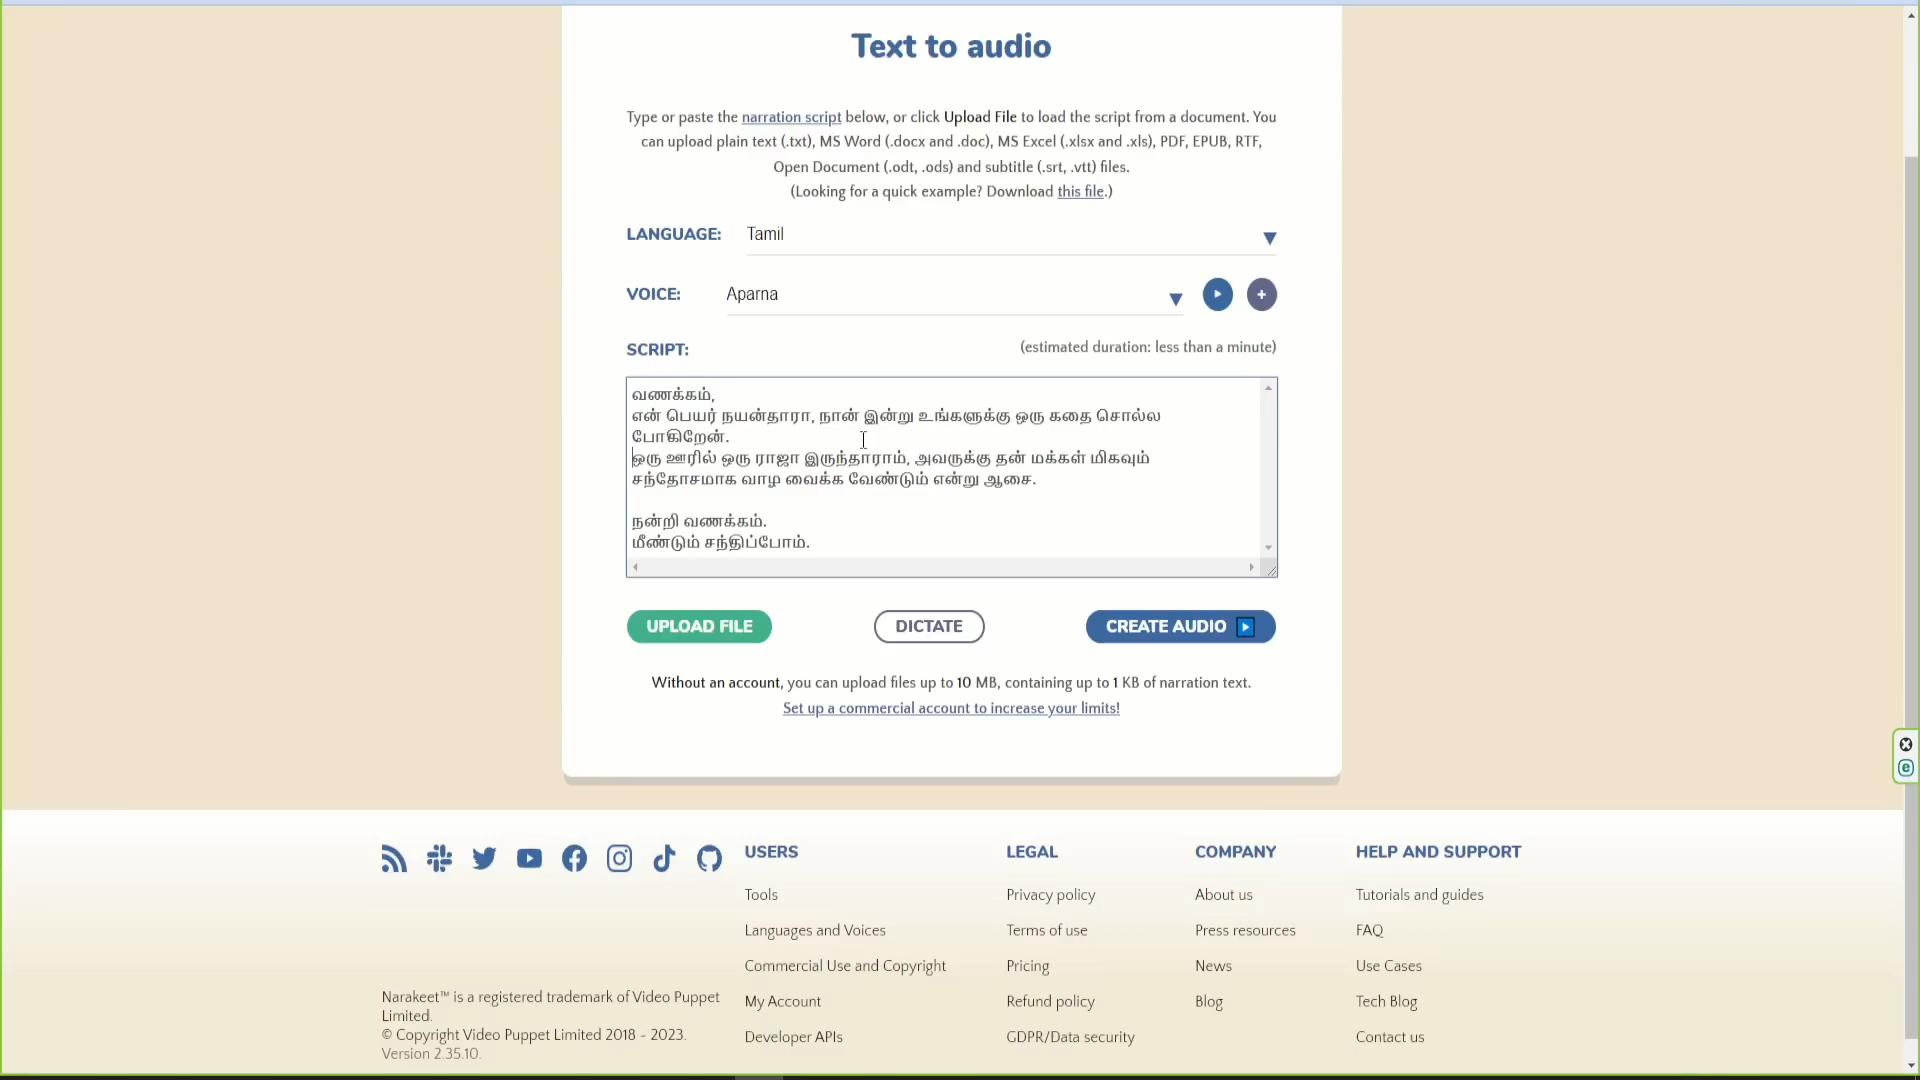 Text to audio
Type or paste the narration script below, or click Upload File to load the script from a document. You
can upload plain text (.txt), MS Word (.docx and .doc), MS Excel (.xlsx and .xls), PDF, EPUB, RTF,
Open Document (.odt, .ods) and subtitle (.srt, .vtt) files.
(Looking for a quick example? Download this file.)
LANGUAGE: Tamil
VOICE: Aparna
SCRIPT: (estimated duration: less than a minute)
வணக்கம்,
என் பெயர் நயன்தாரா, நான் இன்று உங்களுக்கு ஒரு கதை சொல்ல
போகிறேன்.
ஒரு ஊரில் ஒரு ராஜா இருந்தாராம், அவருக்கு தன் மக்கள் மிகவும்
சந்தோசமாக வாழ வைக்க வேண்டும் என்று ஆசை.
நன்றி வணக்கம்.
மீண்டும் சந்திப்போம்.
UPLOAD FILE DICTATE CREATE AUDIO
Without an account, you can upload files up to 10 MB, containing up to 1 KB of narration text.
Set up a commercial account to increase your limits!
USERS
Tools
Languages and Voices
Commercial Use and Copyright
My Account
Developer APIs
LEGAL
Privacy policy
Terms of use
Pricing
Refund policy
GDPR/Data security
COMPANY
About us
Press resources
News
Blog
HELP AND SUPPORT
Tutorials and guides
FAQ
Use Cases
Tech Blog
Contact us
Narakeet™ is a registered trademark of Video Puppet
Limited.
© Copyright Video Puppet Limited 2018 - 2023.
Version 2.35.10.